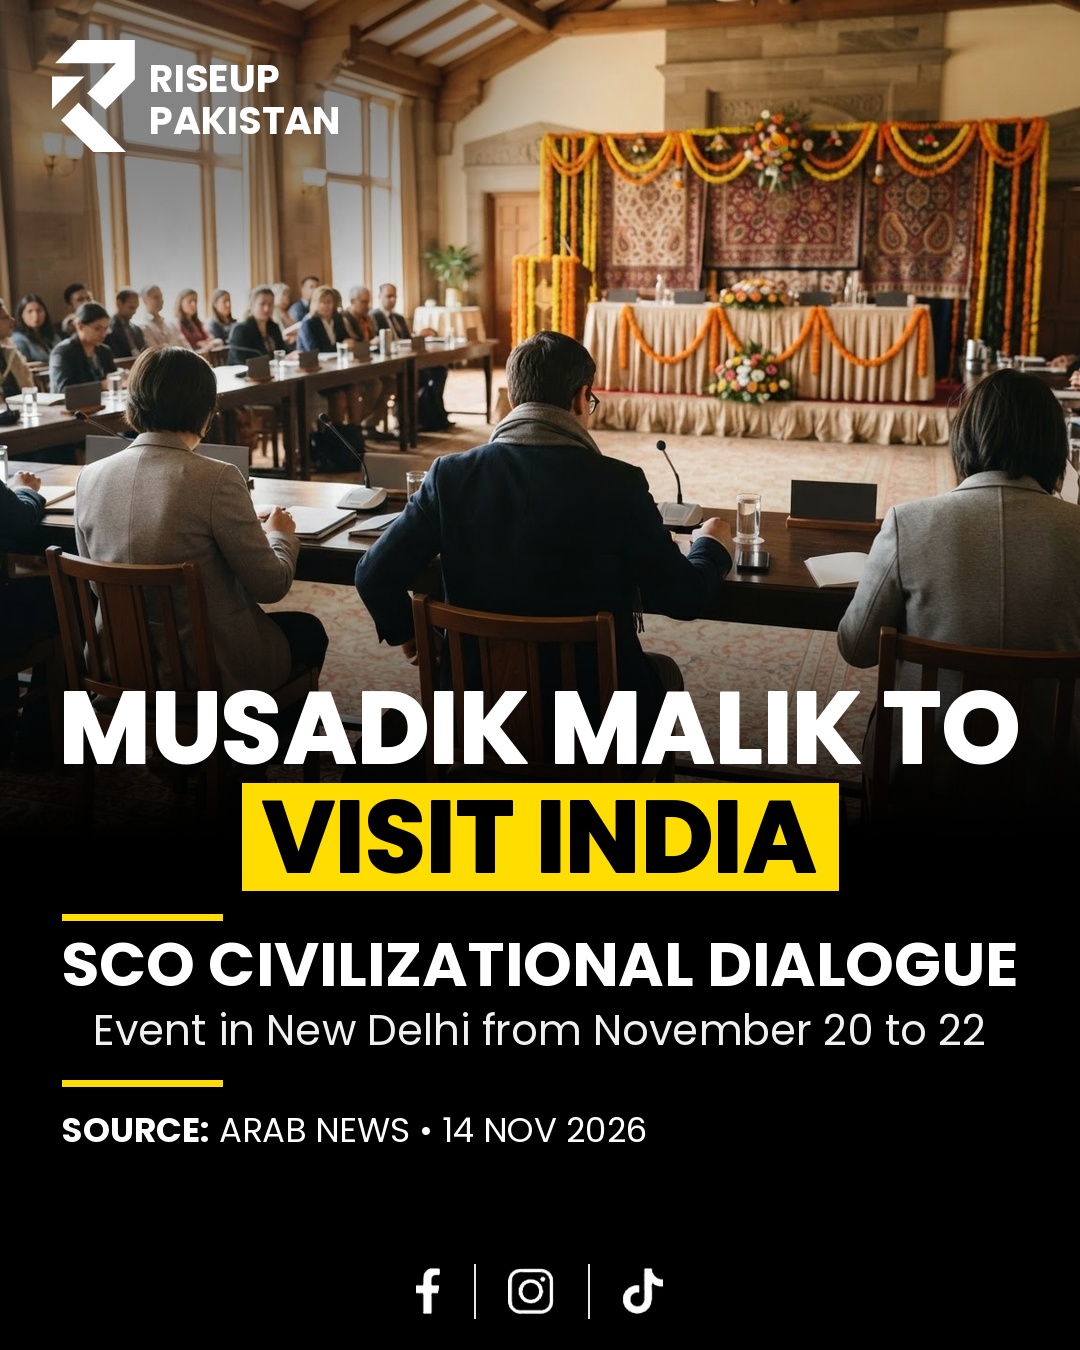 RISEUP
PAKISTAN
MUSADIK MALIK TO
VISIT INDIA
SCO CIVILIZATIONAL DIALOGUE
Event in New Delhi from November 20 to 22
SOURCE: ARAB NEWS • 14 NOV 2026